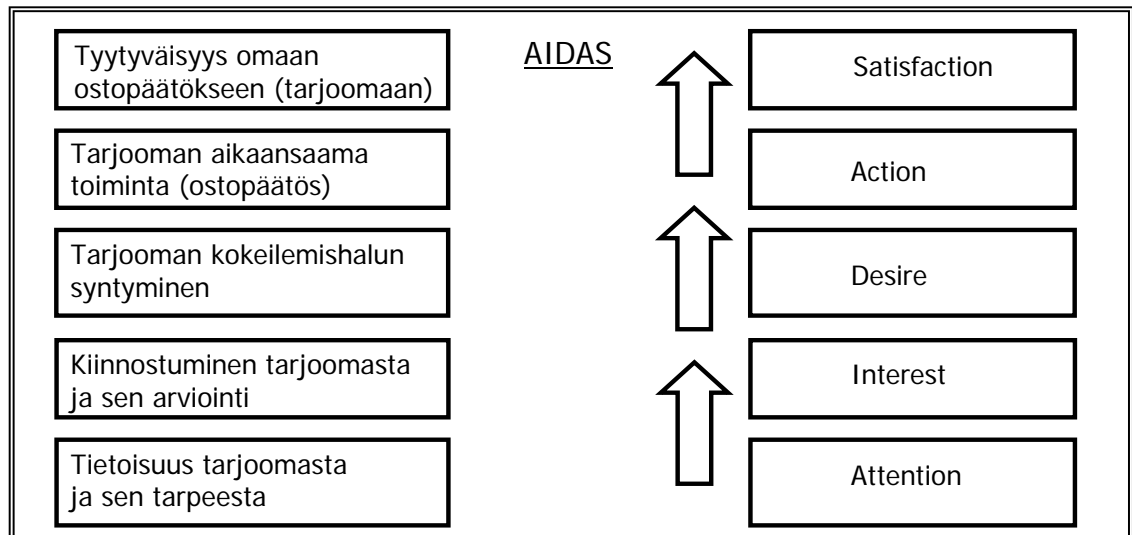 AIDAS
Tyytyväisyys omaan
ostopäätökseen (tarjoomaan)
Satisfaction
Tarjooman aikaansaama
toiminta (ostopäätös)
Action
Tarjooman kokeilemishalun
syntyminen
Desire
Kiinnostuminen tarjoomasta
ja sen arviointi
Interest
Tietoisuus tarjoomasta
ja sen tarpeesta
Attention